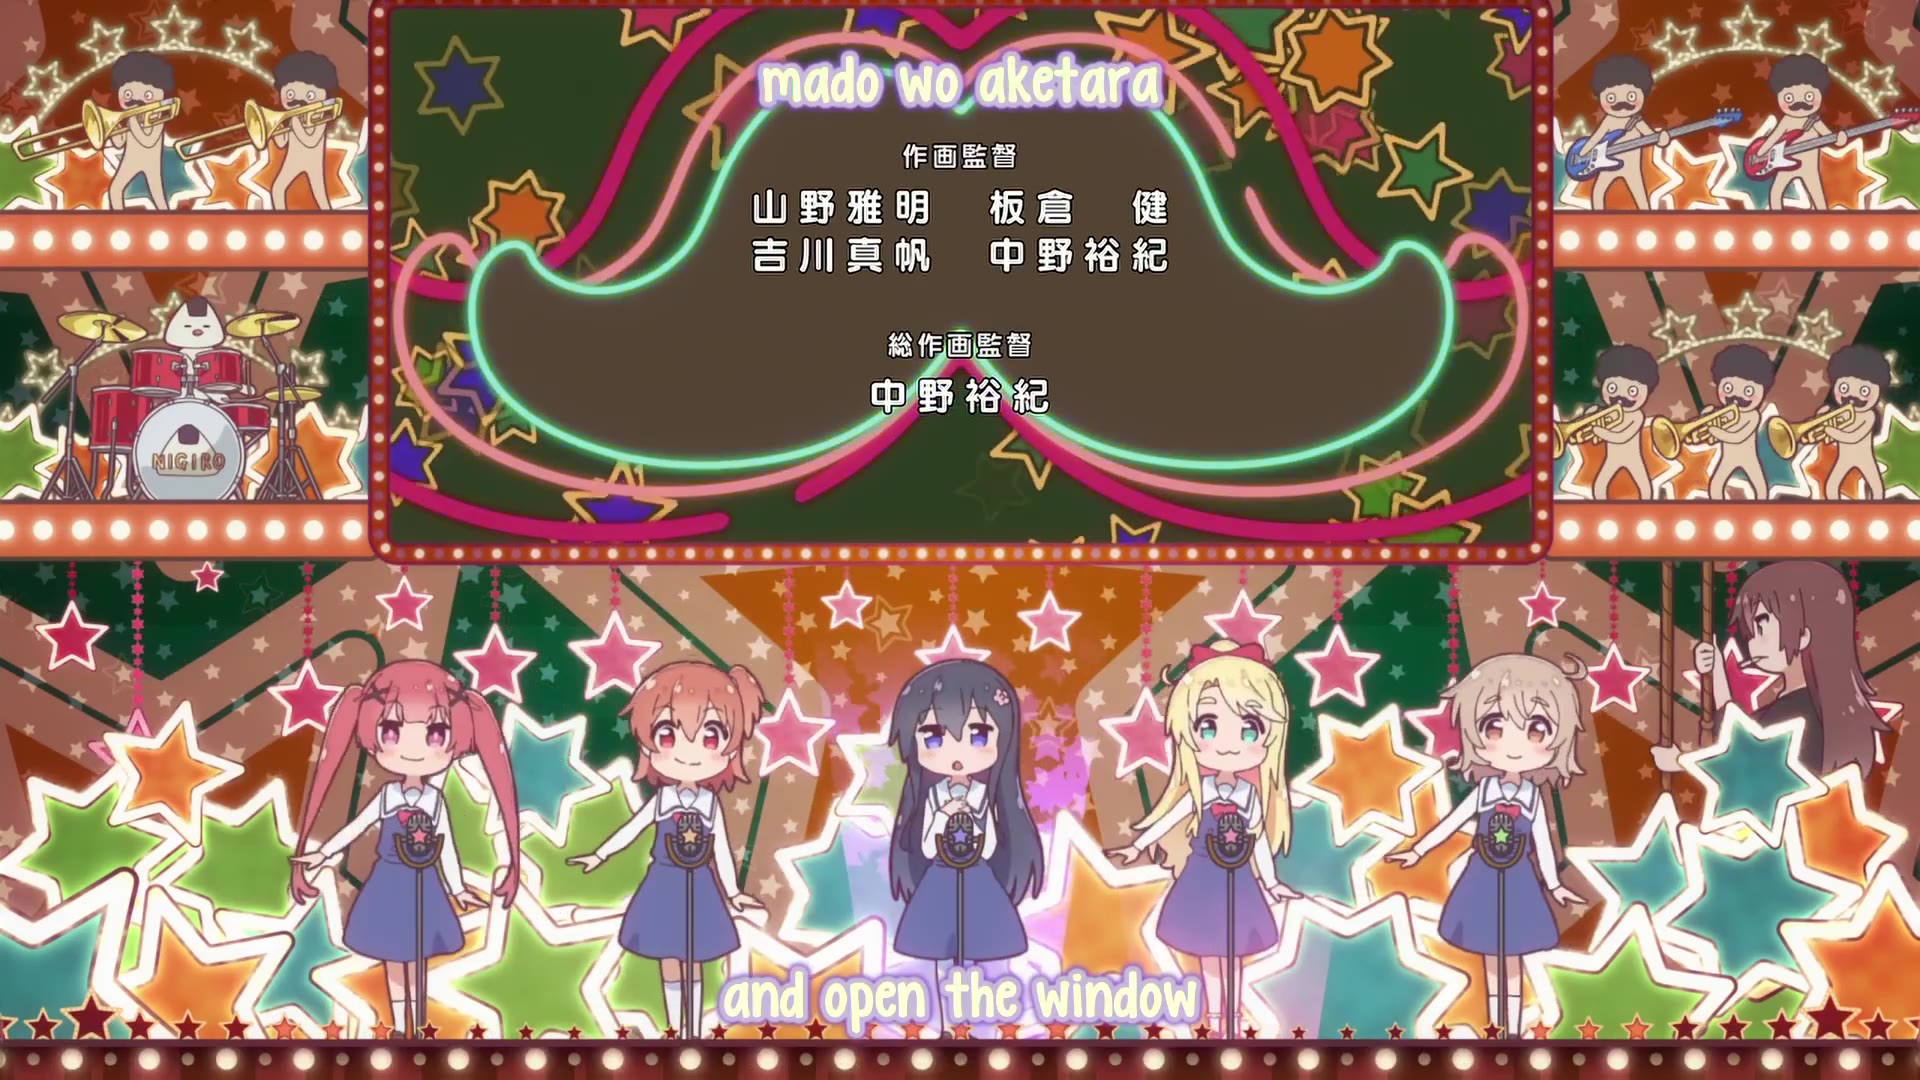 mado wo aketara
作画監督
山野雅明 板倉 健
吉川真帆 中野裕紀
総作画監督
中野裕紀
NIGIRO
and open the window